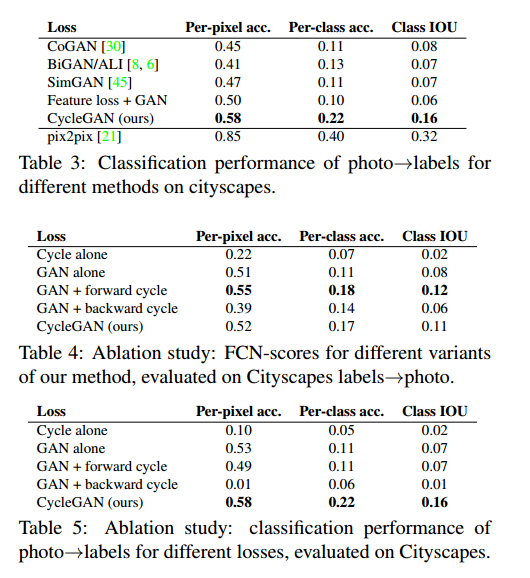 Loss Per-pixel acc. Per-class acc. Class IOU
CoGAN [30] 0.45 0.11 0.08
BiGAN/ALI [8, 6] 0.41 0.13 0.07
SimGAN [45] 0.47 0.11 0.07
Feature loss + GAN 0.50 0.10 0.06
CycleGAN (ours) 0.58 0.22 0.16
pix2pix [21] 0.85 0.40 0.32
Table 3: Classification performance of photo→labels for
different methods on cityscapes.
Loss Per-pixel acc. Per-class acc. Class IOU
Cycle alone 0.22 0.07 0.02
GAN alone 0.51 0.11 0.08
GAN + forward cycle 0.55 0.18 0.12
GAN + backward cycle 0.39 0.14 0.06
CycleGAN (ours) 0.52 0.17 0.11
Table 4: Ablation study: FCN-scores for different variants
of our method, evaluated on Cityscapes labels→photo.
Loss Per-pixel acc. Per-class acc. Class IOU
Cycle alone 0.10 0.05 0.02
GAN alone 0.53 0.11 0.07
GAN + forward cycle 0.49 0.11 0.07
GAN + backward cycle 0.01 0.06 0.01
CycleGAN (ours) 0.58 0.22 0.16
Table 5: Ablation study: classification performance of
photo→labels for different losses, evaluated on Cityscapes.